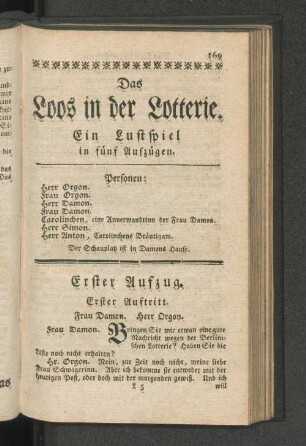 169
Das
Loos in der Lotterie.
Ein Lustspiel
in fünf Aufzügen.
Personen:
Herr Orgon.
Frau Orgon.
Herr Damon.
Frau Damon.
Carolinchen, eine Anverwandtinn der Frau Damon.
Herr Simon.
Herr Anton, Carolinchens Bräutigam.
Der Schauplatz ist in Damons Hause.
Erster Aufzug.
Erster Auftritt.
Frau Damon. Herr Orgon.
Frau Damon. Bringen Sie mir etwan eine gute
Nachricht wegen der Berlini-
schen Lotterie? Haben Sie die
Liste noch nicht erhalten?
Hr. Orgon. Nein, zur Zeit noch nicht, meine liebe
Frau Schwägerinn. Aber ich bekomme sie entweder mit der
heutigen Post, oder doch mit der morgenden gewiß. Und ich
L 5 will